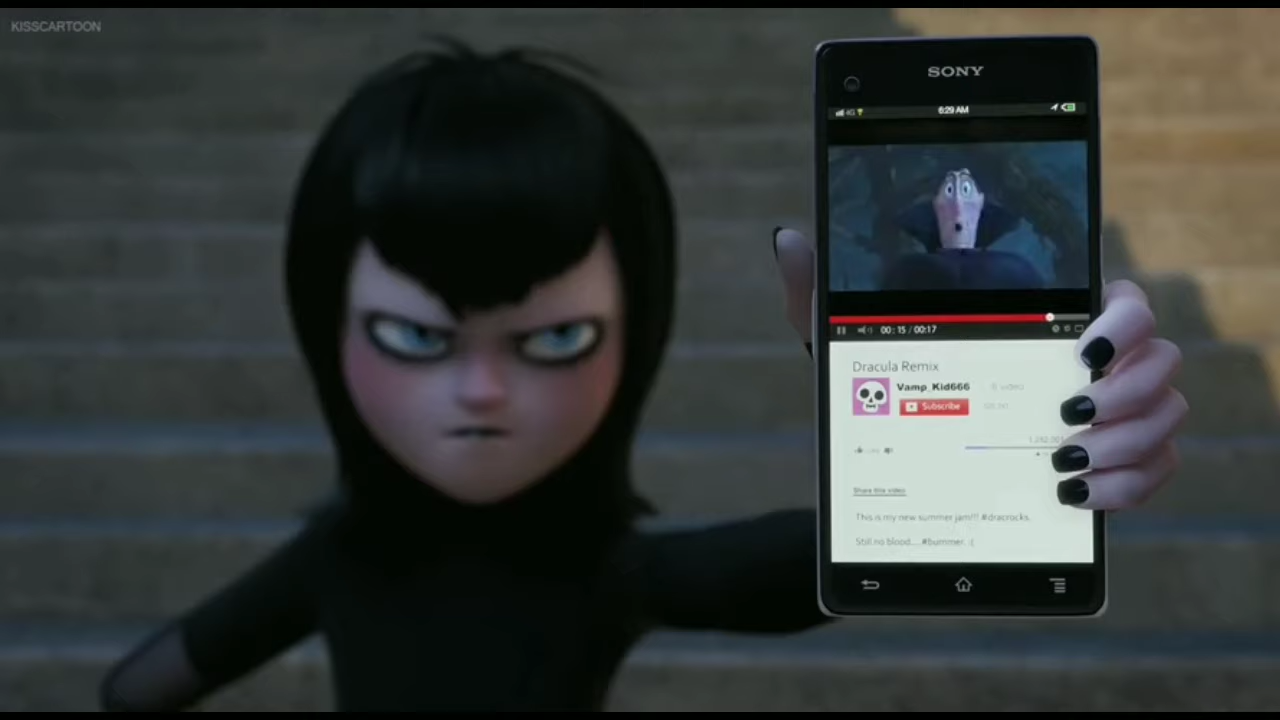 KISSCARTOON
SONY
4G 6:29 AM
00:15 / 00:17
Dracula Remix
Vamp_Kid666
Subscribe
Share this video
This is my new summer jam!!! #dracrocks.
Still no blood.... #bummer. :(